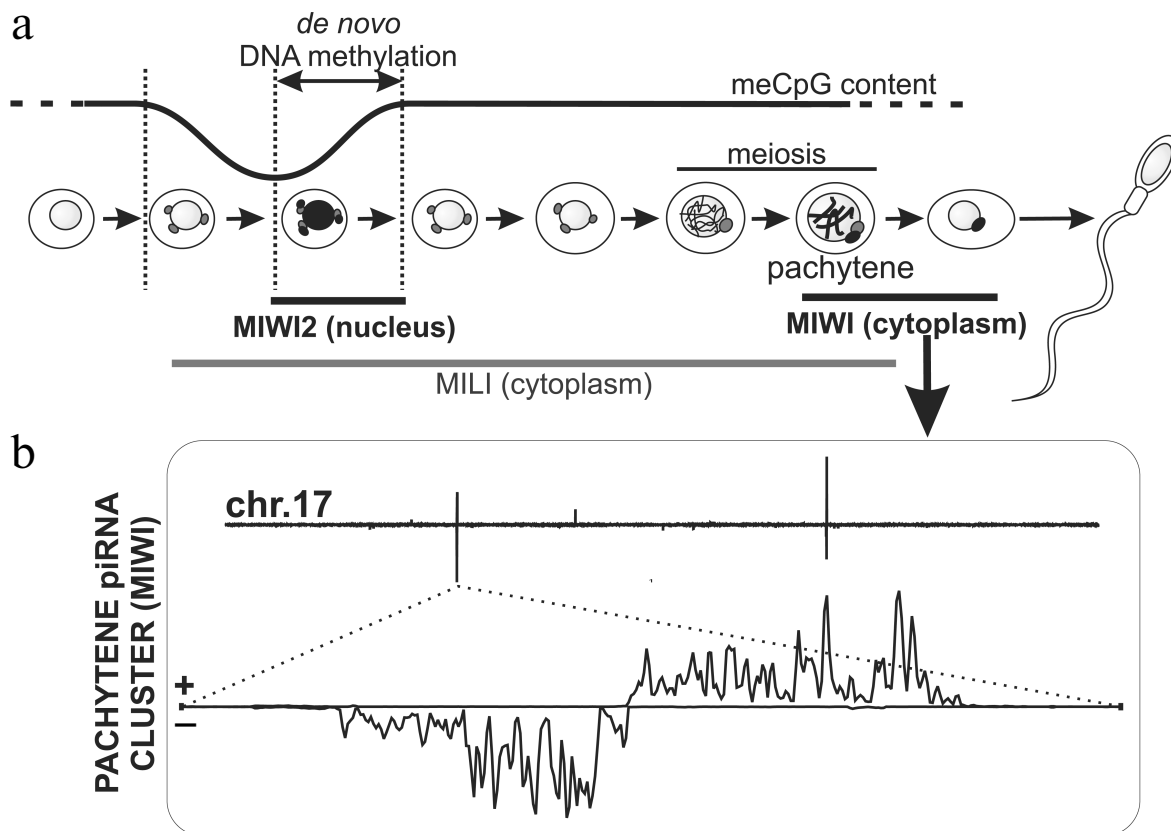 a
de novo
DNA methylation
meCpG content
meiosis
pachytene
MIWI2 (nucleus)
MIWI (cytoplasm)
MILI (cytoplasm)
b
PACHYTENE piRNA
CLUSTER (MIWI)
chr.17
+
–